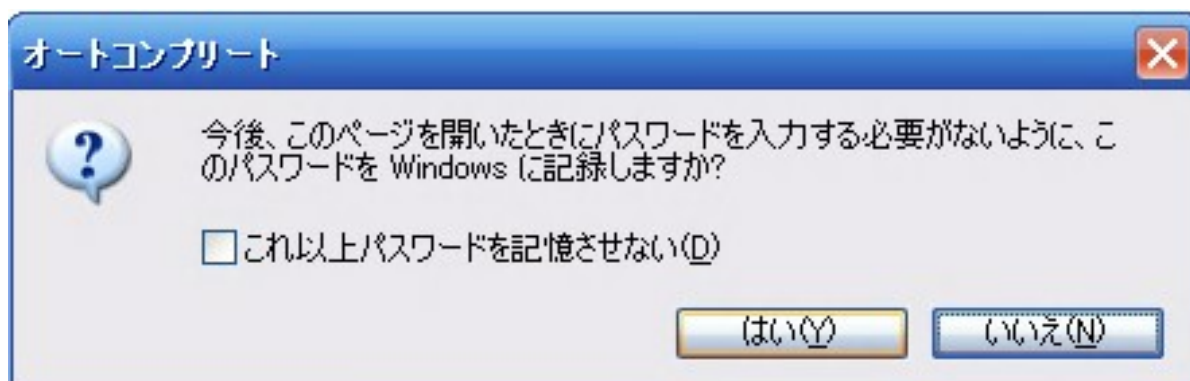 オートコンプリート
今後、このページを開いたときにパスワードを入力する必要がないように、こ
のパスワードを Windows に記録しますか?
これ以上パスワードを記憶させない(D)
はい(Y)
いいえ(N)